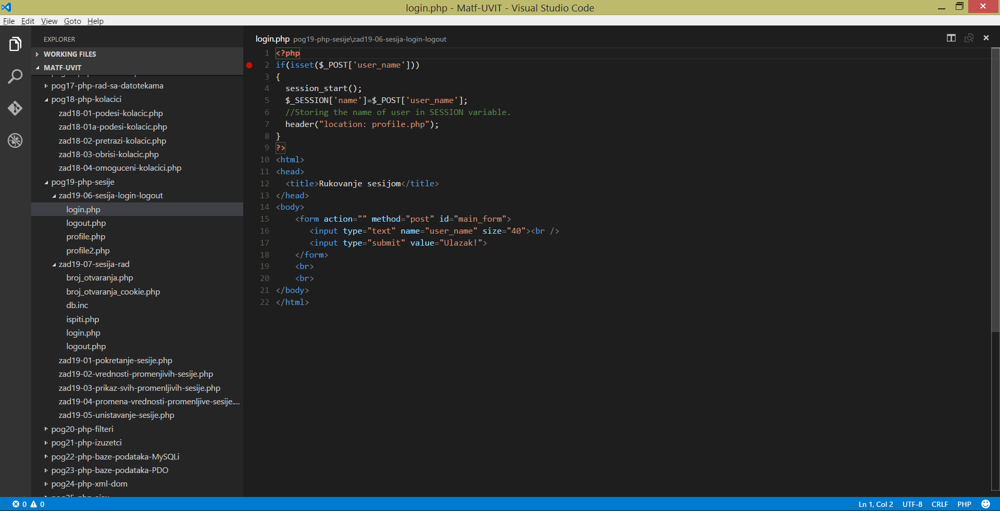 login.php - Matf-UVIT - Visual Studio Code
File Edit View Goto Help
EXPLORER
WORKING FILES
MATF-UVIT
pog17-php-rad-sa-datotekama
pog18-php-kolacici
zad18-01-podesi-kolacic.php
zad18-01a-podesi-kolacic.php
zad18-02-pretrazi-kolacic.php
zad18-03-obrisi-kolacic.php
zad18-04-omoguceni-kolacici.php
pog19-php-sesije
zad19-06-sesija-login-logout
login.php
logout.php
profile.php
profile2.php
zad19-07-sesija-rad
broj_otvaranja.php
broj_otvaranja_cookie.php
db.inc
ispiti.php
login.php
logout.php
zad19-01-pokretanje-sesije.php
zad19-02-vrednosti-promenjivih-sesije.php
zad19-03-prikaz-svih-promenljivih-sesije.php
zad19-04-promena-vrednosti-promenljive-sesije....
zad19-05-unistavanje-sesije.php
pog20-php-filteri
pog21-php-izuzetci
pog22-php-baze-podataka-MySQLi
pog23-php-baze-podataka-PDO
pog24-php-xml-dom
login.php pog19-php-sesije\zad19-06-sesija-login-logout
1 <?php
2 if(isset($_POST['user_name']))
3 {
4   session_start();
5   $_SESSION['name']=$_POST['user_name'];
6   //Storing the name of user in SESSION variable.
7   header("location: profile.php");
8 }
9 ?>
10 <html>
11 <head>
12   <title>Rukovanje sesijom</title>
13 </head>
14 <body>
15     <form action="" method="post" id="main_form">
16        <input type="text" name="user_name" size="40"><br />
17        <input type="submit" value="Ulazak!">
18     </form>
19     <br>
20     <br>
21 </body>
22 </html>
0 0
Ln 1, Col 2 UTF-8 CRLF PHP